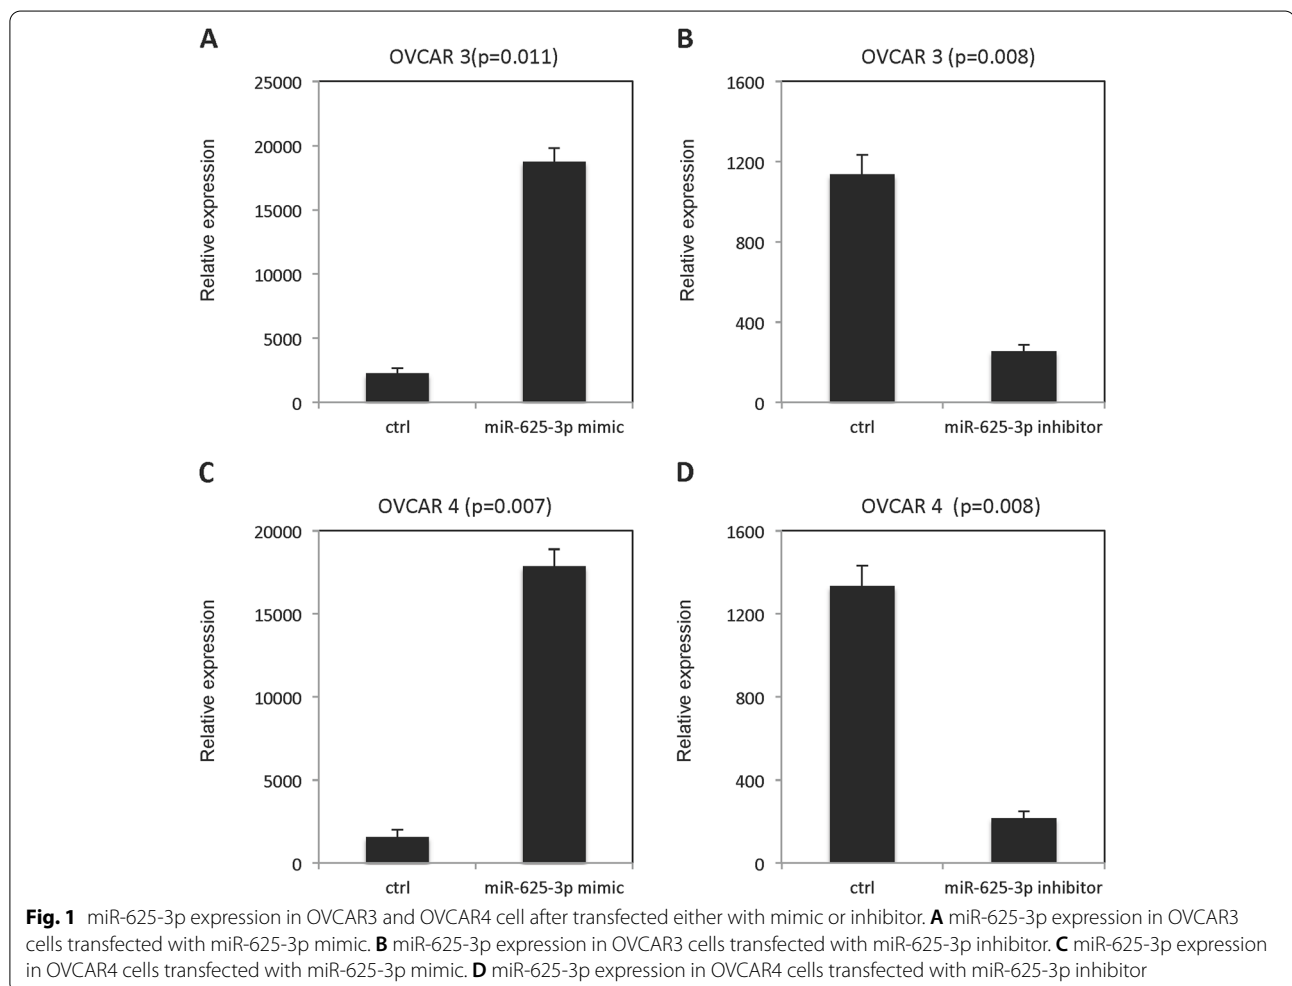 A
OVCAR 3(p=0.011)
25000
20000
15000
10000
5000
0
Relative expression
ctrl
miR-625-3p mimic
B
OVCAR 3 (p=0.008)
1600
1200
800
400
0
Relative expression
ctrl
miR-625-3p inhibitor
C
OVCAR 4 (p=0.007)
20000
15000
10000
5000
0
Relative expression
ctrl
miR-625-3p mimic
D
OVCAR 4 (p=0.008)
1600
1200
800
400
0
Relative expression
ctrl
miR-625-3p inhibitor
Fig. 1 miR-625-3p expression in OVCAR3 and OVCAR4 cell after transfected either with mimic or inhibitor. A miR-625-3p expression in OVCAR3
cells transfected with miR-625-3p mimic. B miR-625-3p expression in OVCAR3 cells transfected with miR-625-3p inhibitor. C miR-625-3p expression
in OVCAR4 cells transfected with miR-625-3p mimic. D miR-625-3p expression in OVCAR4 cells transfected with miR-625-3p inhibitor